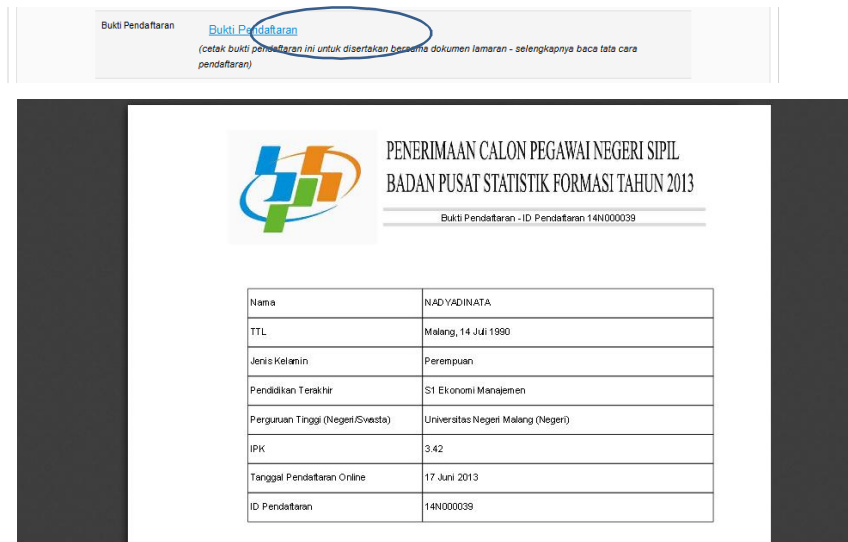 Bukti Pendaftaran
Bukti Pendaftaran
(cetak bukti pendaftaran ini untuk disertakan bersama dokumen lamaran - selengkapnya baca tata cara
pendaftaran)
PENERIMAAN CALON PEGAWAI NEGERI SIPIL
BADAN PUSAT STATISTIK FORMASI TAHUN 2013
Bukti Pendaftaran - ID Pendaftaran 14N000039
Nama NADYADINATA
TTL Malang, 14 Juli 1990
Jenis Kelamin Perempuan
Pendidikan Terakhir S1 Ekonomi Manajemen
Perguruan Tinggi (Negeri/Swasta) Universitas Negeri Malang (Negeri)
IPK 3.42
Tanggal Pendaftaran Online 17 Juni 2013
ID Pendaftaran 14N000039